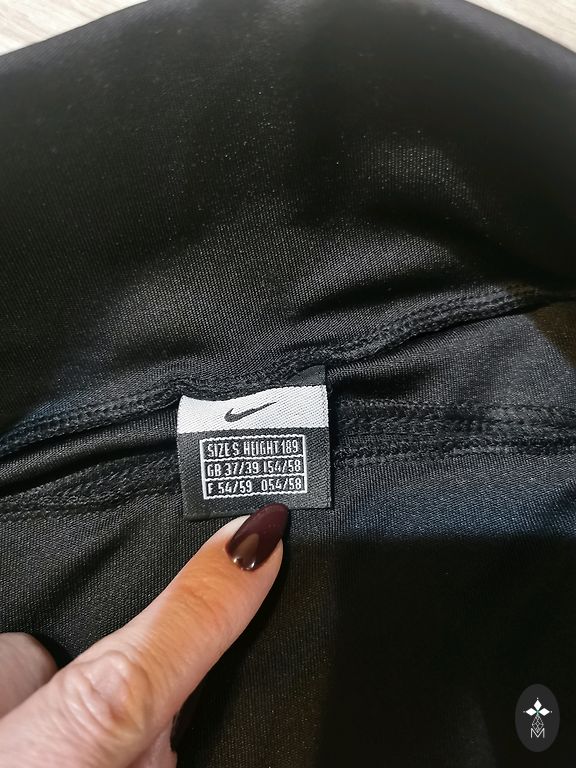 SIZE S HEIGHT 189
GB 37/39 I54/58
F 54/59 D54/58